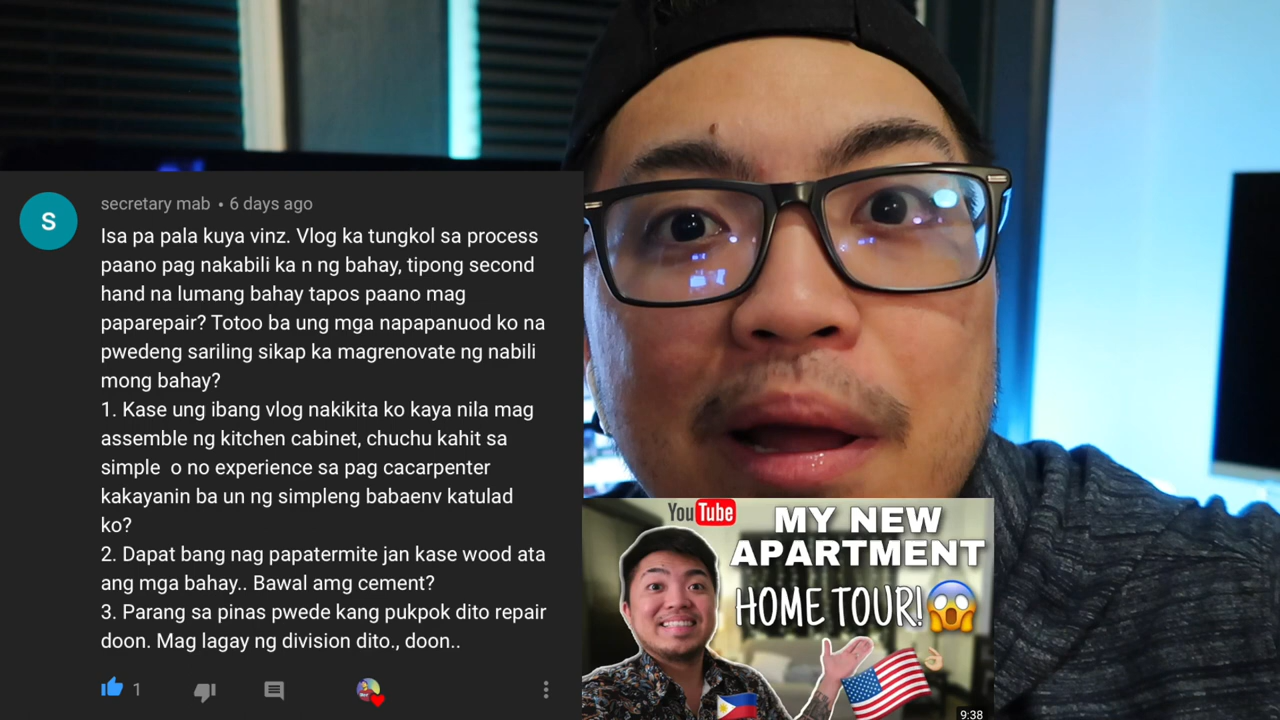 S
secretary mab • 6 days ago
Isa pa pala kuya vinz. Vlog ka tungkol sa process
paano pag nakabili ka n ng bahay, tipong second
hand na lumang bahay tapos paano mag
paparepair? Totoo ba ung mga napapanuod ko na
pwedeng sariling sikap ka magrenovate ng nabili
mong bahay?
1. Kase ung ibang vlog nakikita ko kaya nila mag
assemble ng kitchen cabinet, chuchu kahit sa
simple  o no experience sa pag cacarpenter
kakayanin ba un ng simpleng babaenv katulad
ko?
2. Dapat bang nag papatermite jan kase wood ata
ang mga bahay.. Bawal amg cement?
3. Parang sa pinas pwede kang pukpok dito repair
doon. Mag lagay ng division dito., doon..
1
YouTube
MY NEW
APARTMENT
HOME TOUR!
9:38